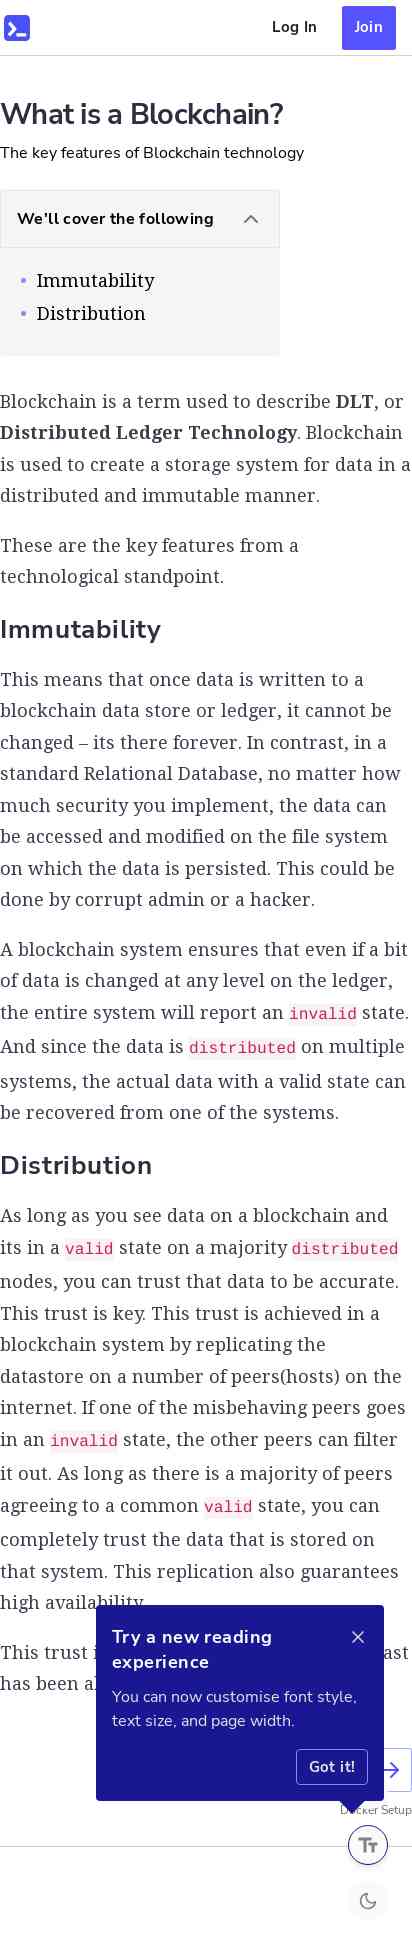 Log In
Join
What is a Blockchain?
The key features of Blockchain technology
We'll cover the following
• Immutability
• Distribution
Blockchain is a term used to describe DLT, or
Distributed Ledger Technology. Blockchain
is used to create a storage system for data in a
distributed and immutable manner.
These are the key features from a
technological standpoint.
Immutability
This means that once data is written to a
blockchain data store or ledger, it cannot be
changed – its there forever. In contrast, in a
standard Relational Database, no matter how
much security you implement, the data can
be accessed and modified on the file system
on which the data is persisted. This could be
done by corrupt admin or a hacker.
A blockchain system ensures that even if a bit
of data is changed at any level on the ledger,
the entire system will report an invalid state.
And since the data is distributed on multiple
systems, the actual data with a valid state can
be recovered from one of the systems.
Distribution
As long as you see data on a blockchain and
its in a valid state on a majority distributed
nodes, you can trust that data to be accurate.
This trust is key. This trust is achieved in a
blockchain system by replicating the
datastore on a number of peers(hosts) on the
internet. If one of the misbehaving peers goes
in an invalid state, the other peers can filter
it out. As long as there is a majority of peers
agreeing to a common valid state, you can
completely trust the data that is stored on
that system. This replication also guarantees
high availability.
This trust
has been
Try a new reading
experience
You can now customise font style,
text size, and page width.
Got it!
Docker Setup
Tт